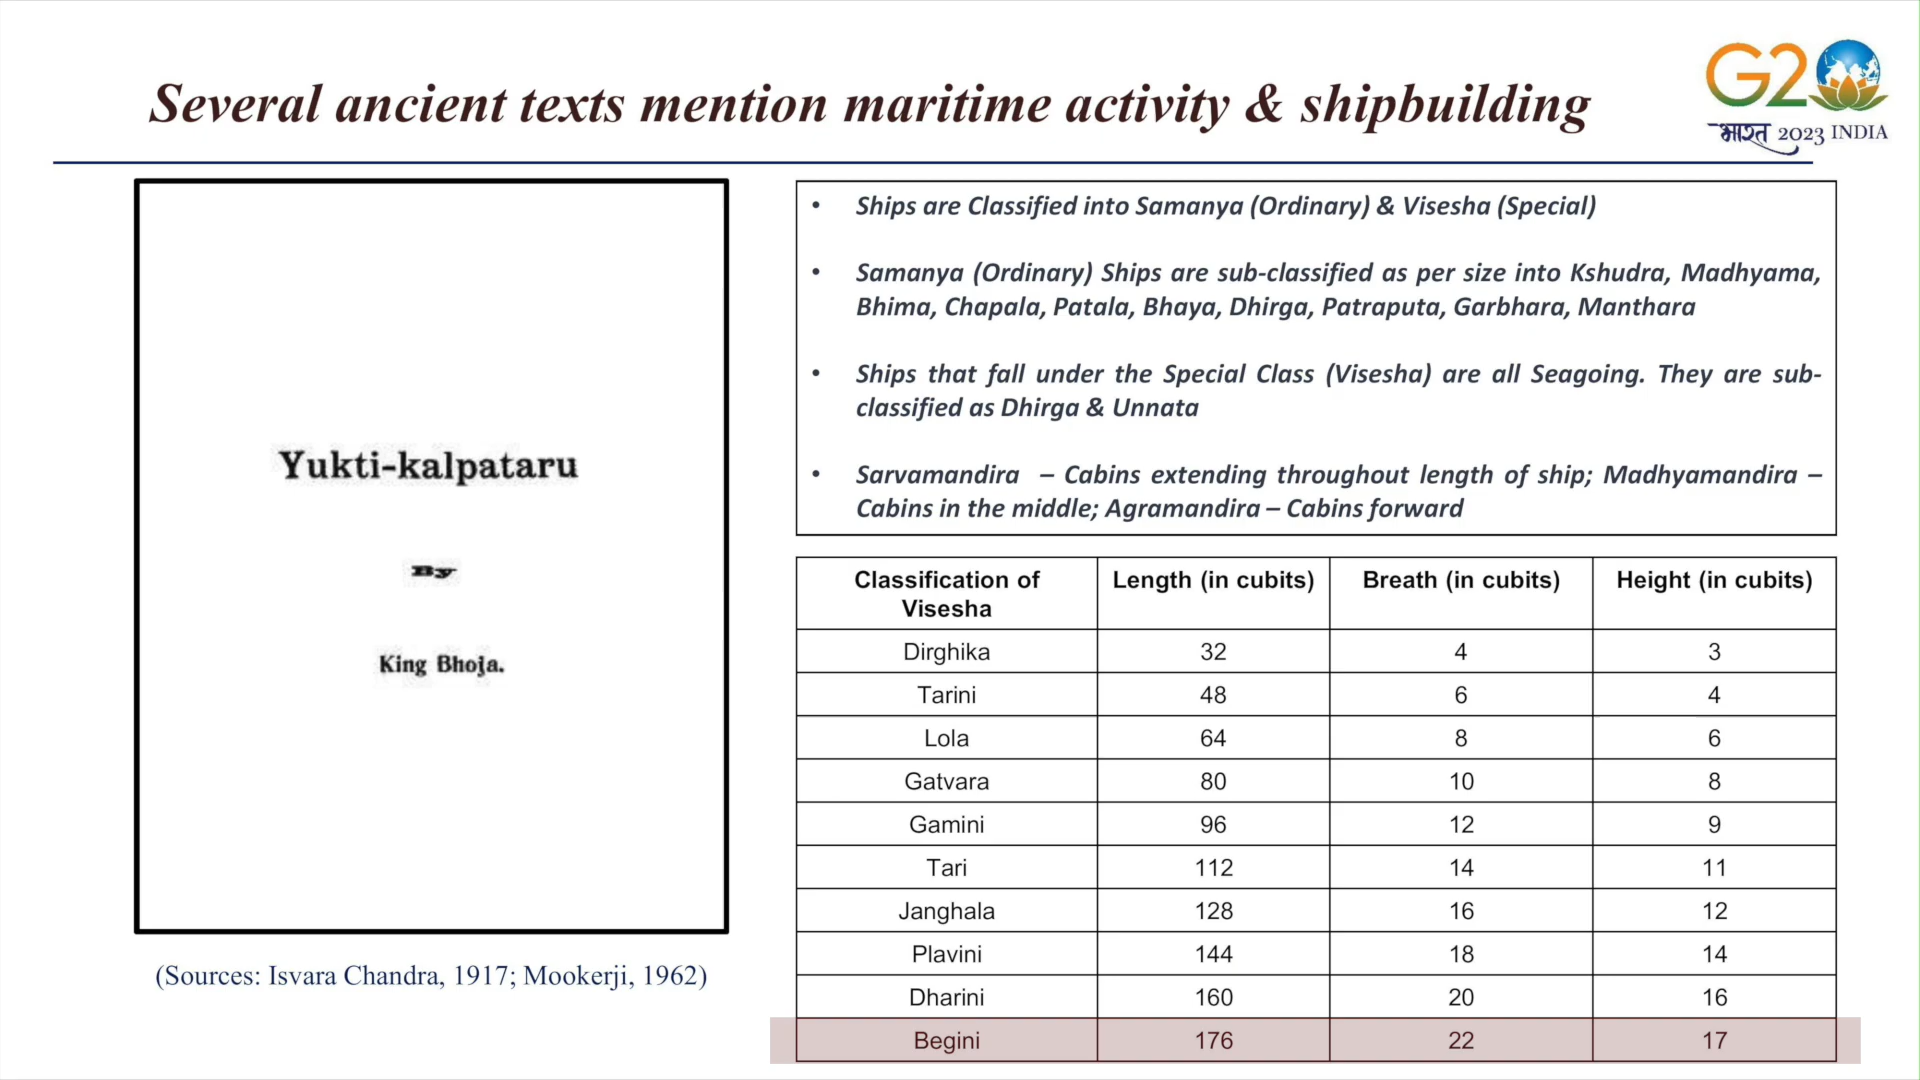 Several ancient texts mention maritime activity & shipbuilding
G20
भारत 2023 INDIA
Yukti-kalpataru
By
King Bhoja.
(Sources: Isvara Chandra, 1917; Mookerji, 1962)
• Ships are Classified into Samanya (Ordinary) & Visesha (Special)
• Samanya (Ordinary) Ships are sub-classified as per size into Kshudra, Madhyama,
Bhima, Chapala, Patala, Bhaya, Dhirga, Patraputa, Garbhara, Manthara
• Ships that fall under the Special Class (Visesha) are all Seagoing. They are sub-
classified as Dhirga & Unnata
• Sarvamandira – Cabins extending throughout length of ship; Madhyamandira –
Cabins in the middle; Agramandira – Cabins forward
Classification of Visesha Length (in cubits) Breath (in cubits) Height (in cubits)
Dirghika 32 4 3
Tarini 48 6 4
Lola 64 8 6
Gatvara 80 10 8
Gamini 96 12 9
Tari 112 14 11
Janghala 128 16 12
Plavini 144 18 14
Dharini 160 20 16
Begini 176 22 17